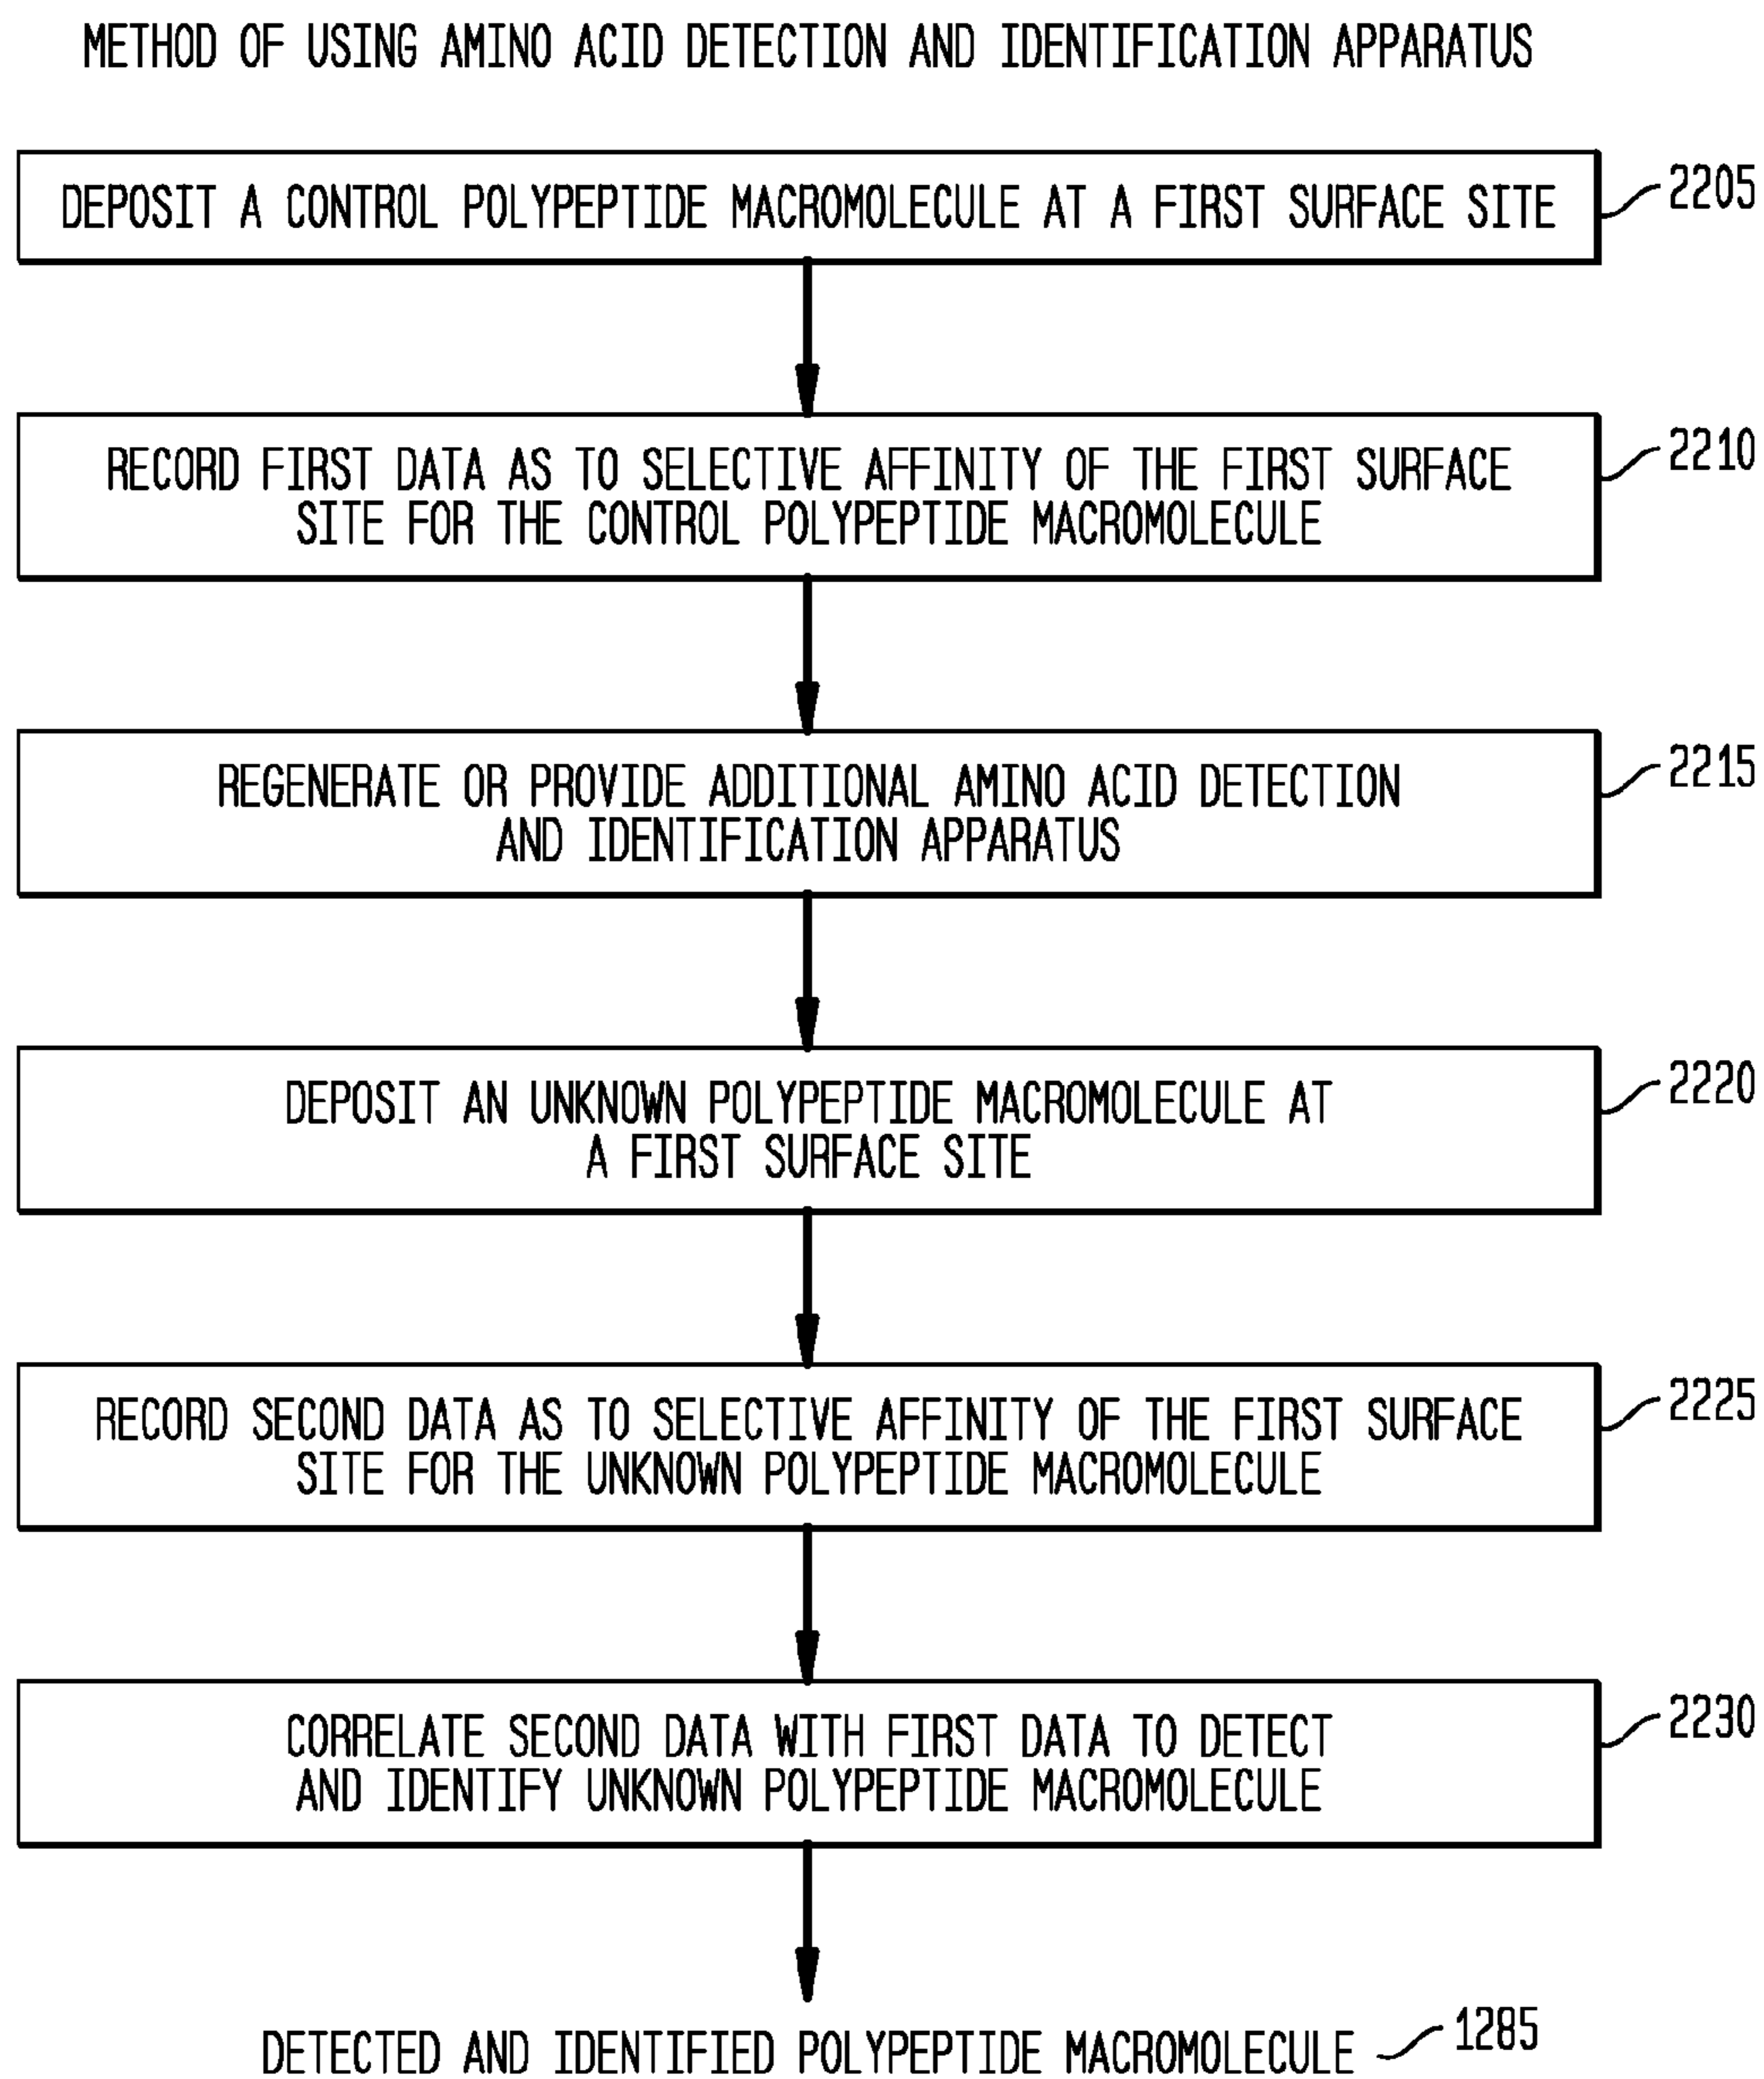 METHOD OF USING AMINO ACID DETECTION AND IDENTIFICATION APPARATUS
DEPOSIT A CONTROL POLYPEPTIDE MACROMOLECULE AT A FIRST SURFACE SITE
2205
RECORD FIRST DATA AS TO SELECTIVE AFFINITY OF THE FIRST SURFACE
SITE FOR THE CONTROL POLYPEPTIDE MACROMOLECULE
2210
REGENERATE OR PROVIDE ADDITIONAL AMINO ACID DETECTION
AND IDENTIFICATION APPARATUS
2215
DEPOSIT AN UNKNOWN POLYPEPTIDE MACROMOLECULE AT
A FIRST SURFACE SITE
2220
RECORD SECOND DATA AS TO SELECTIVE AFFINITY OF THE FIRST SURFACE
SITE FOR THE UNKNOWN POLYPEPTIDE MACROMOLECULE
2225
CORRELATE SECOND DATA WITH FIRST DATA TO DETECT
AND IDENTIFY UNKNOWN POLYPEPTIDE MACROMOLECULE
2230
DETECTED AND IDENTIFIED POLYPEPTIDE MACROMOLECULE
1285